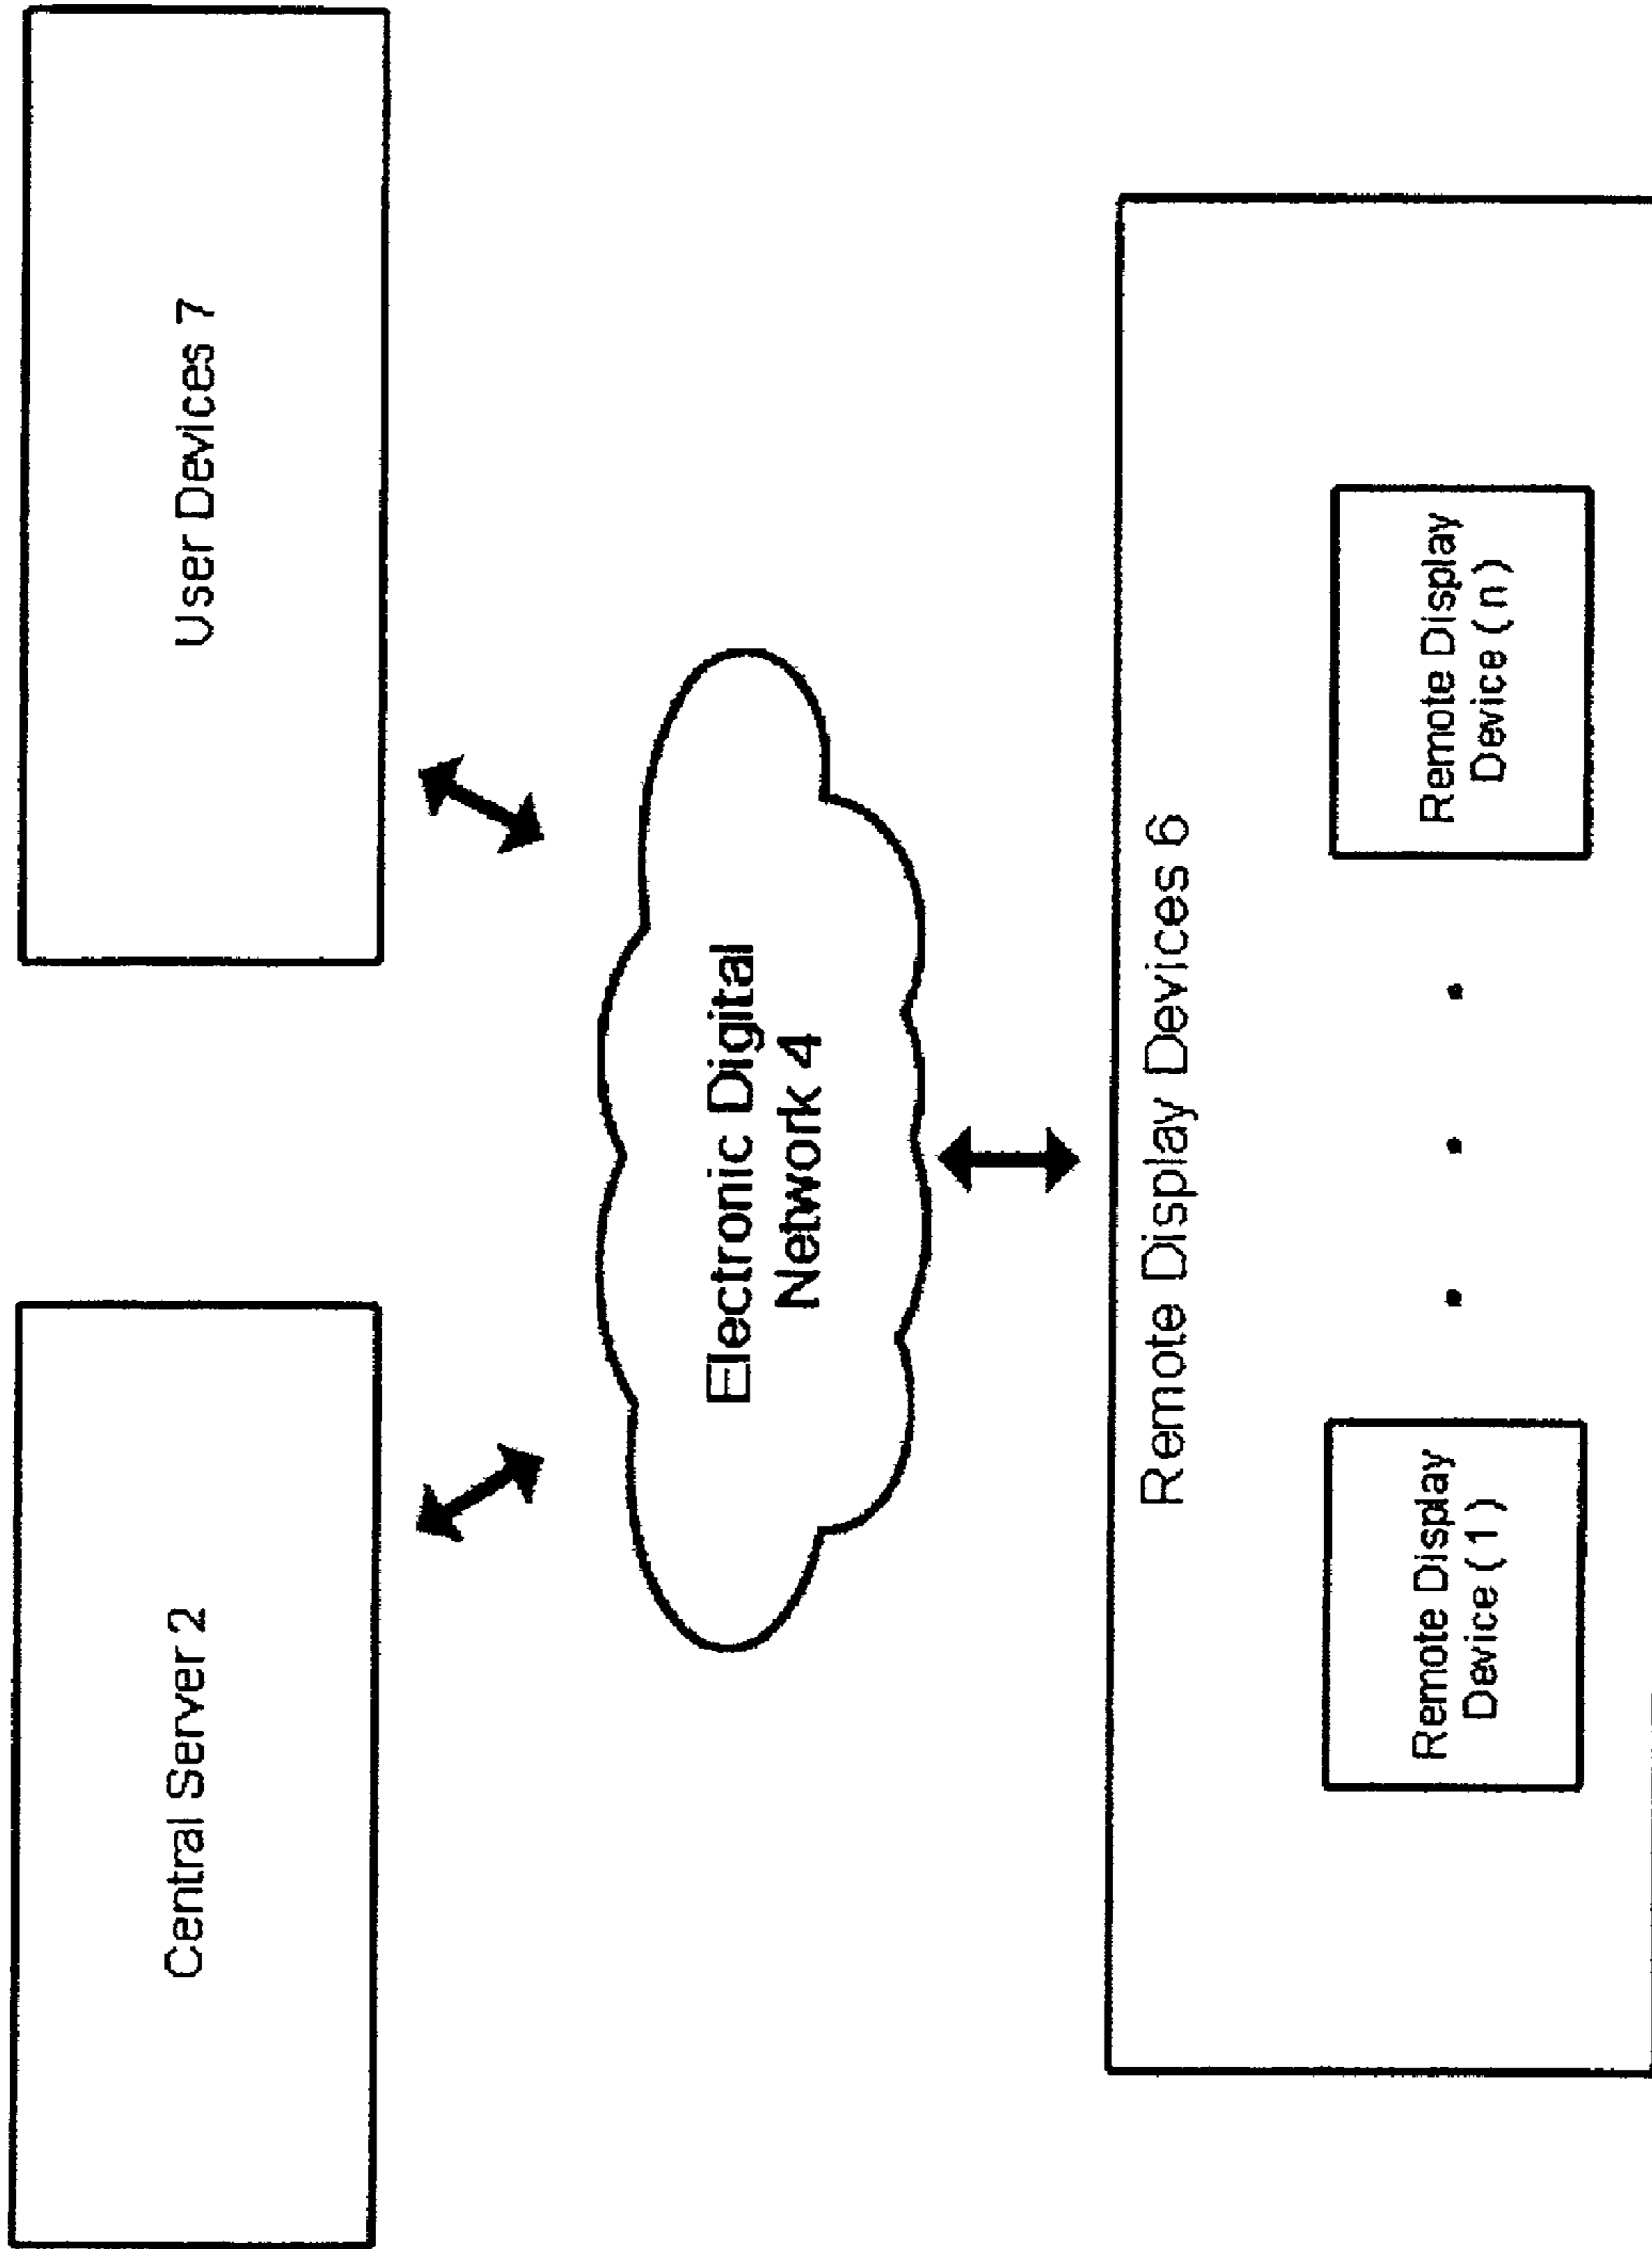 Central Server 2
User Devices 7
Electronic Digital
Network 4
Remote Display Devices 6
Remote Display
Device ( 1 )
Remote Display
Device ( n )